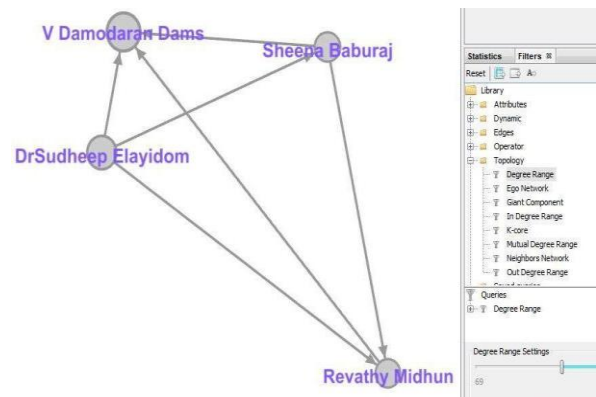 V Damodaran Dams
Sheena Baburaj
DrSudheep Elayidom
Revathy Midhun
Statistics Filters
Reset
Library
Attributes
Dynamic
Edges
Operator
Topology
Degree Range
Ego Network
Giant Component
In Degree Range
K-core
Mutual Degree Range
Neighbors Network
Out Degree Range
Queries
Degree Range
Degree Range Settings
69